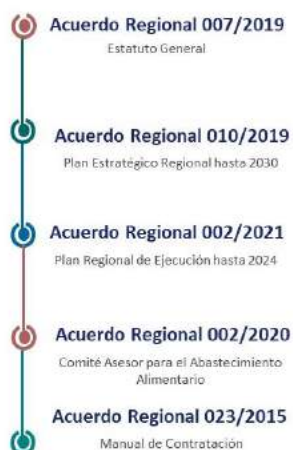 Acuerdo Regional 007/2019
Estatuto General
Acuerdo Regional 010/2019
Plan Estratégico Regional hasta 2030
Acuerdo Regional 002/2021
Plan Regional de Ejecución hasta 2024
Acuerdo Regional 002/2020
Comité Asesor para el Abastecimiento
Alimentario
Acuerdo Regional 023/2015
Manual de Contratación